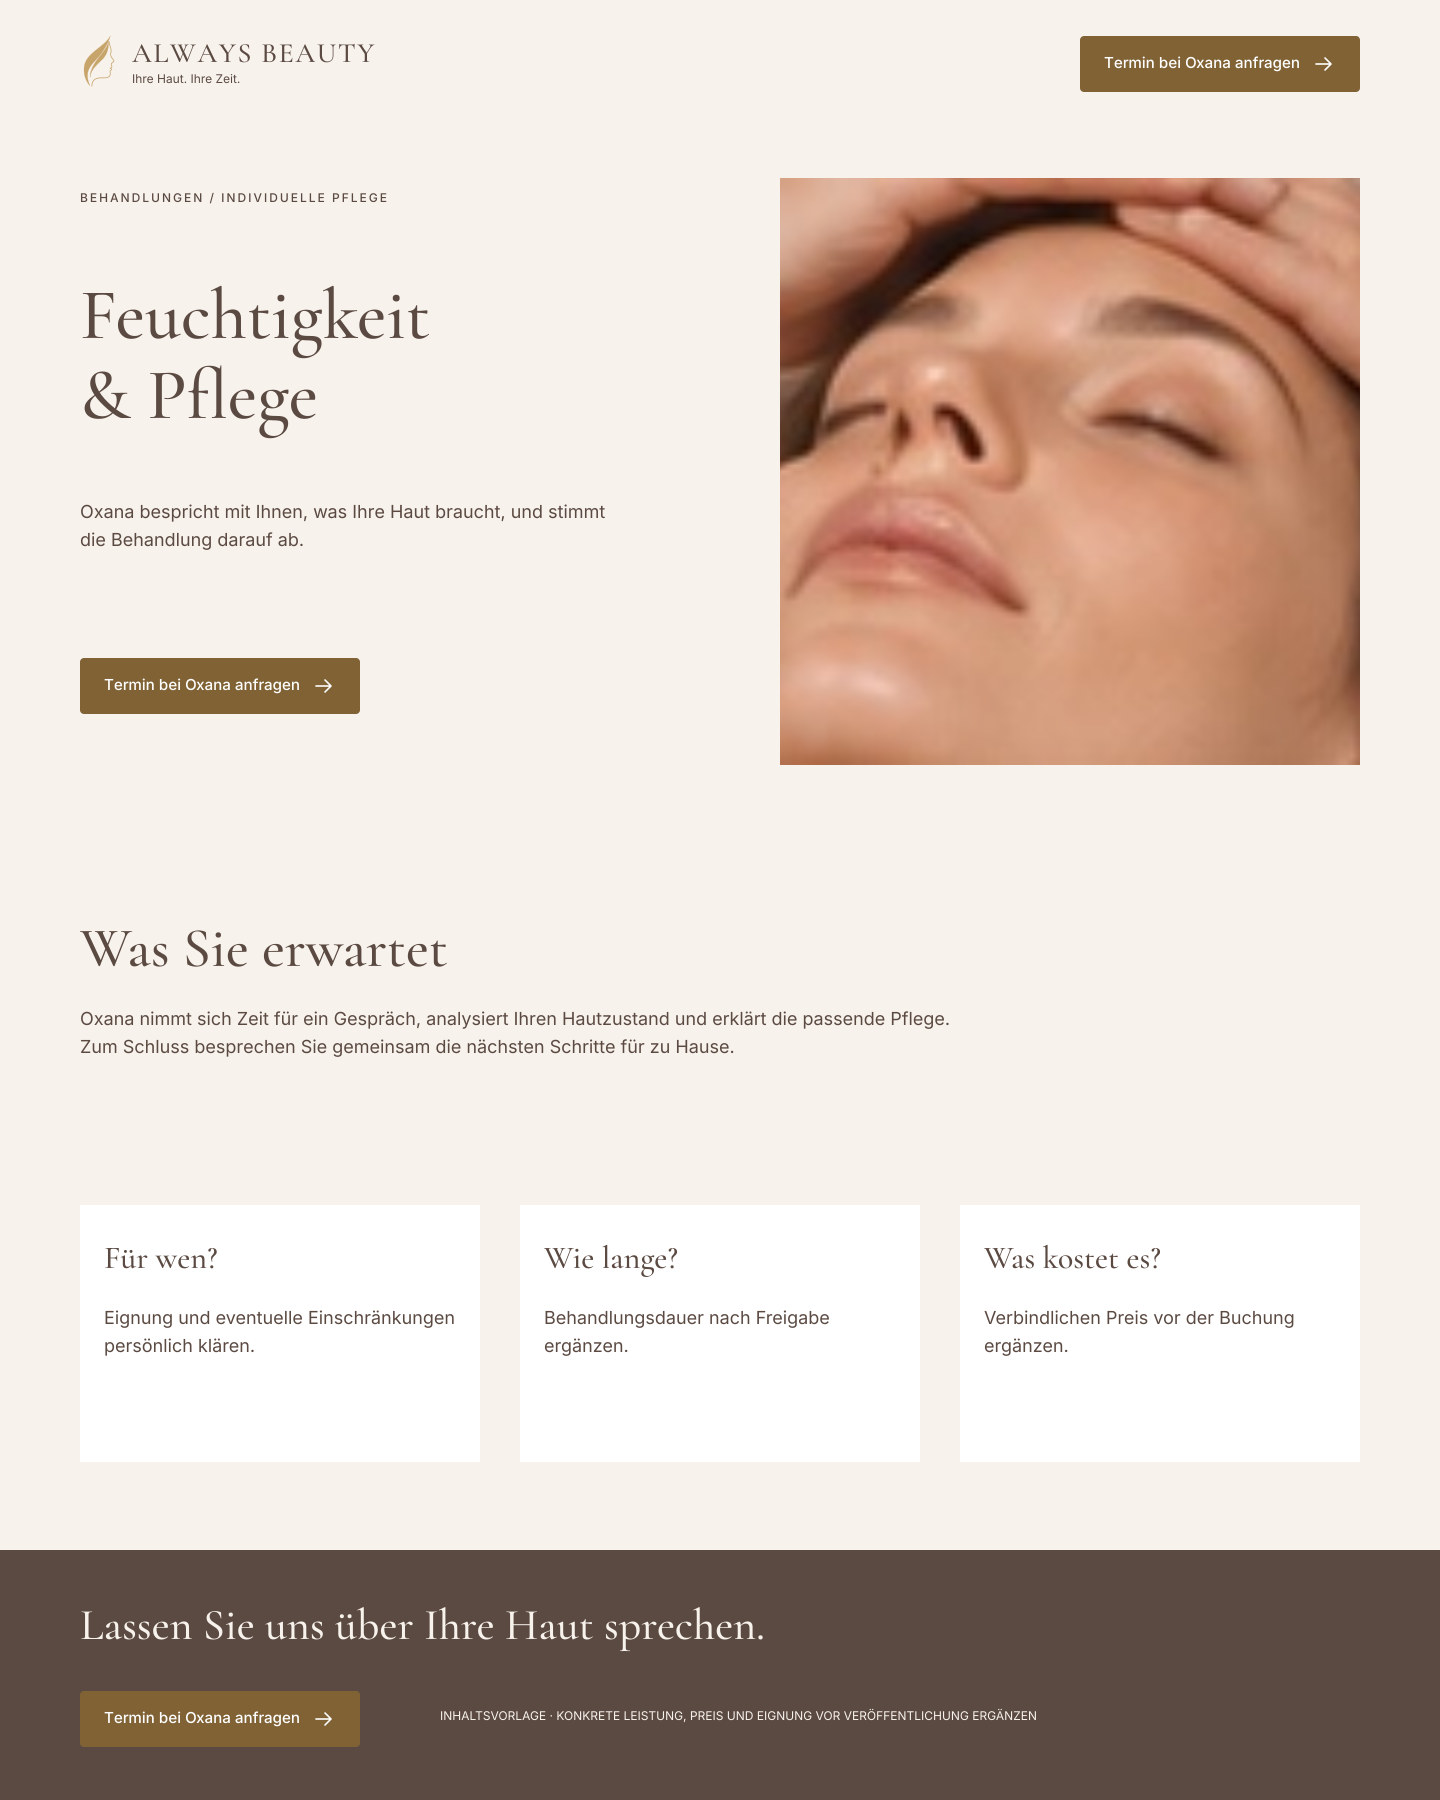 ALWAYS BEAUTY
Ihre Haut. Ihre Zeit.
Termin bei Oxana anfragen
BEHANDLUNGEN / INDIVIDUELLE PFLEGE
Feuchtigkeit
& Pflege
Oxana bespricht mit Ihnen, was Ihre Haut braucht, und stimmt
die Behandlung darauf ab.
Termin bei Oxana anfragen
Was Sie erwartet
Oxana nimmt sich Zeit für ein Gespräch, analysiert Ihren Hautzustand und erklärt die passende Pflege.
Zum Schluss besprechen Sie gemeinsam die nächsten Schritte für zu Hause.
Für wen?
Eignung und eventuelle Einschränkungen
persönlich klären.
Wie lange?
Behandlungsdauer nach Freigabe
ergänzen.
Was kostet es?
Verbindlichen Preis vor der Buchung
ergänzen.
Lassen Sie uns über Ihre Haut sprechen.
Termin bei Oxana anfragen
INHALTSVORLAGE · KONKRETE LEISTUNG, PREIS UND EIGNUNG VOR VERÖFFENTLICHUNG ERGÄNZEN